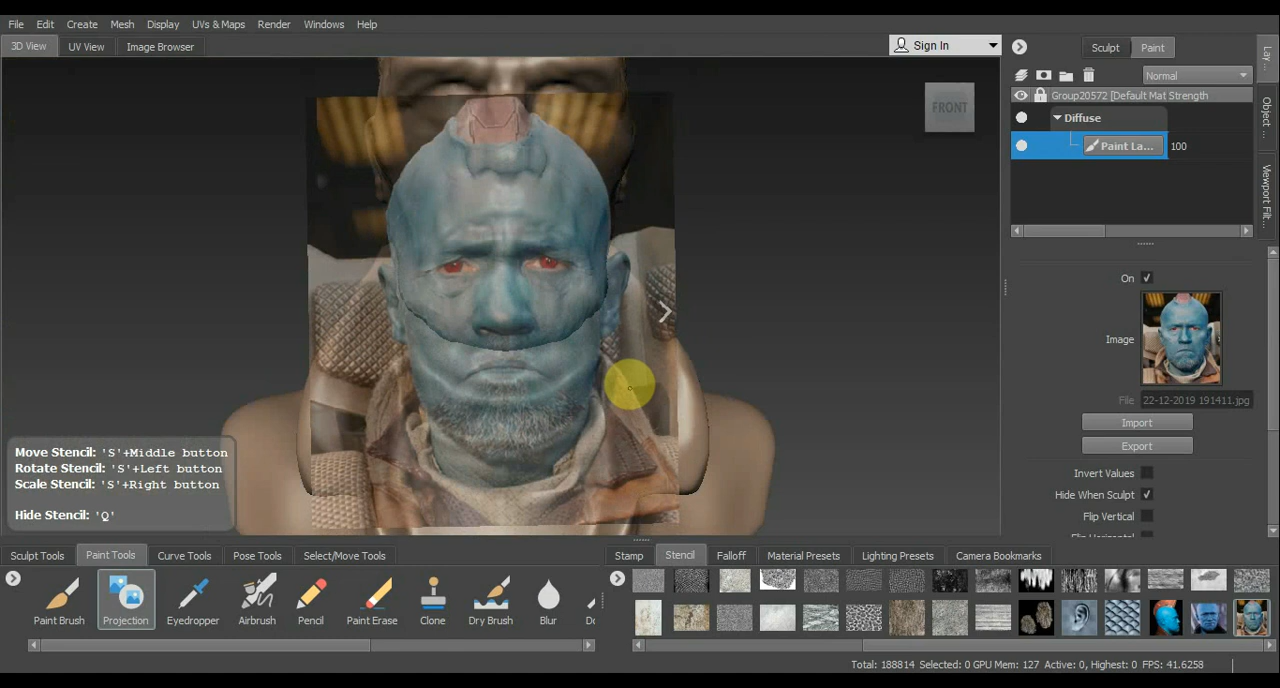 File Edit Create Mesh Display UVs & Maps Render Windows Help
3D View UV View Image Browser Sign In Sculpt Paint
Lay...
Normal
Group20572 [Default Mat Strength
Diffuse
Paint La... 100
Object ...
Viewport Filt...
FRONT
On
Image
File 22-12-2019 191411.jpg
Import
Export
Invert Values
Hide When Sculpt
Flip Vertical
Move Stencil: 'S'+Middle button
Rotate Stencil: 'S'+Left button
Scale Stencil: 'S'+Right button
Hide Stencil: 'Q'
Sculpt Tools Paint Tools Curve Tools Pose Tools Select/Move Tools Stamp Stencil Falloff Material Presets Lighting Presets Camera Bookmarks
Paint Brush Projection Eyedropper Airbrush Pencil Paint Erase Clone Dry Brush Blur
Total: 188814 Selected: 0 GPU Mem: 127 Active: 0, Highest: 0 FPS: 41.6258